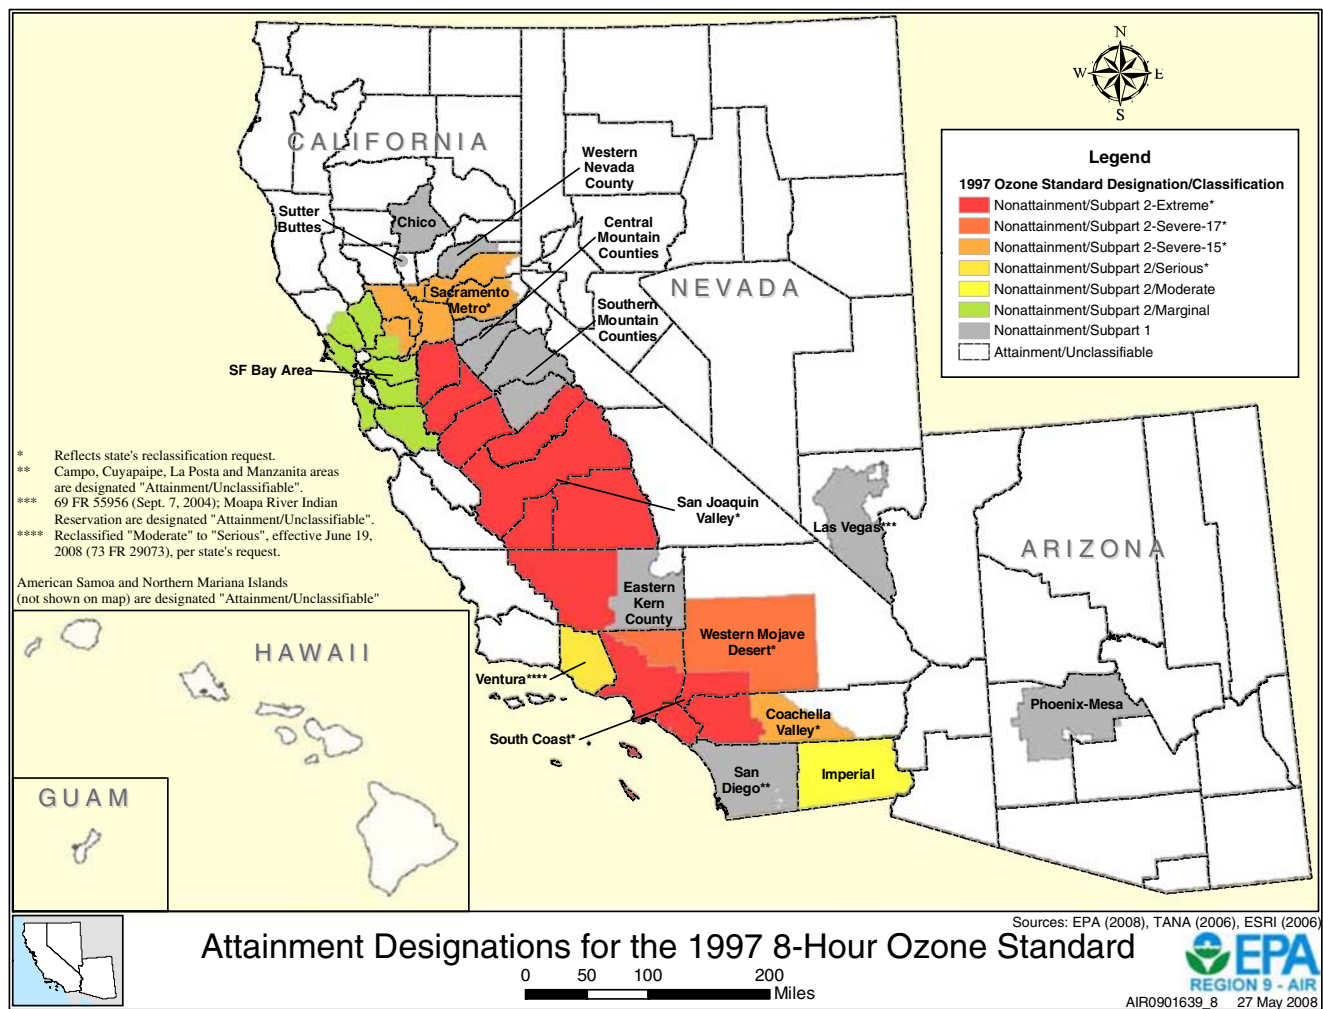 N
W E
S
CALIFORNIA
NEVADA
ARIZONA
Western
Nevada
County
Sutter
Buttes
Chico
Central
Mountain
Counties
Sacramento
Metro*
Southern
Mountain
Counties
SF Bay Area
San Joaquin
Valley*
Las Vegas***
Eastern
Kern
County
Western Mojave
Desert*
Ventura****
South Coast*
*
Coachella
Valley*
Phoenix-Mesa
San
Diego**
Imperial
Legend
1997 Ozone Standard Designation/Classification
Nonattainment/Subpart 2-Extreme*
Nonattainment/Subpart 2-Severe-17*
Nonattainment/Subpart 2-Severe-15*
Nonattainment/Subpart 2/Serious*
Nonattainment/Subpart 2/Moderate
Nonattainment/Subpart 2/Marginal
Nonattainment/Subpart 1
Attainment/Unclassifiable
* Reflects state's reclassification request.
** Campo, Cuyapaipe, La Posta and Manzanita areas
are designated "Attainment/Unclassifiable".
*** 69 FR 55956 (Sept. 7, 2004); Moapa River Indian
Reservation are designated "Attainment/Unclassifiable".
**** Reclassified "Moderate" to "Serious", effective June 19,
2008 (73 FR 29073), per state's request.
American Samoa and Northern Mariana Islands
(not shown on map) are designated "Attainment/Unclassifiable"
HAWAII
GUAM
Sources: EPA (2008), TANA (2006), ESRI (2006)
Attainment Designations for the 1997 8-Hour Ozone Standard
0 50 100 200
Miles
EPA
REGION 9 - AIR
AIR0901639_8 27 May 2008